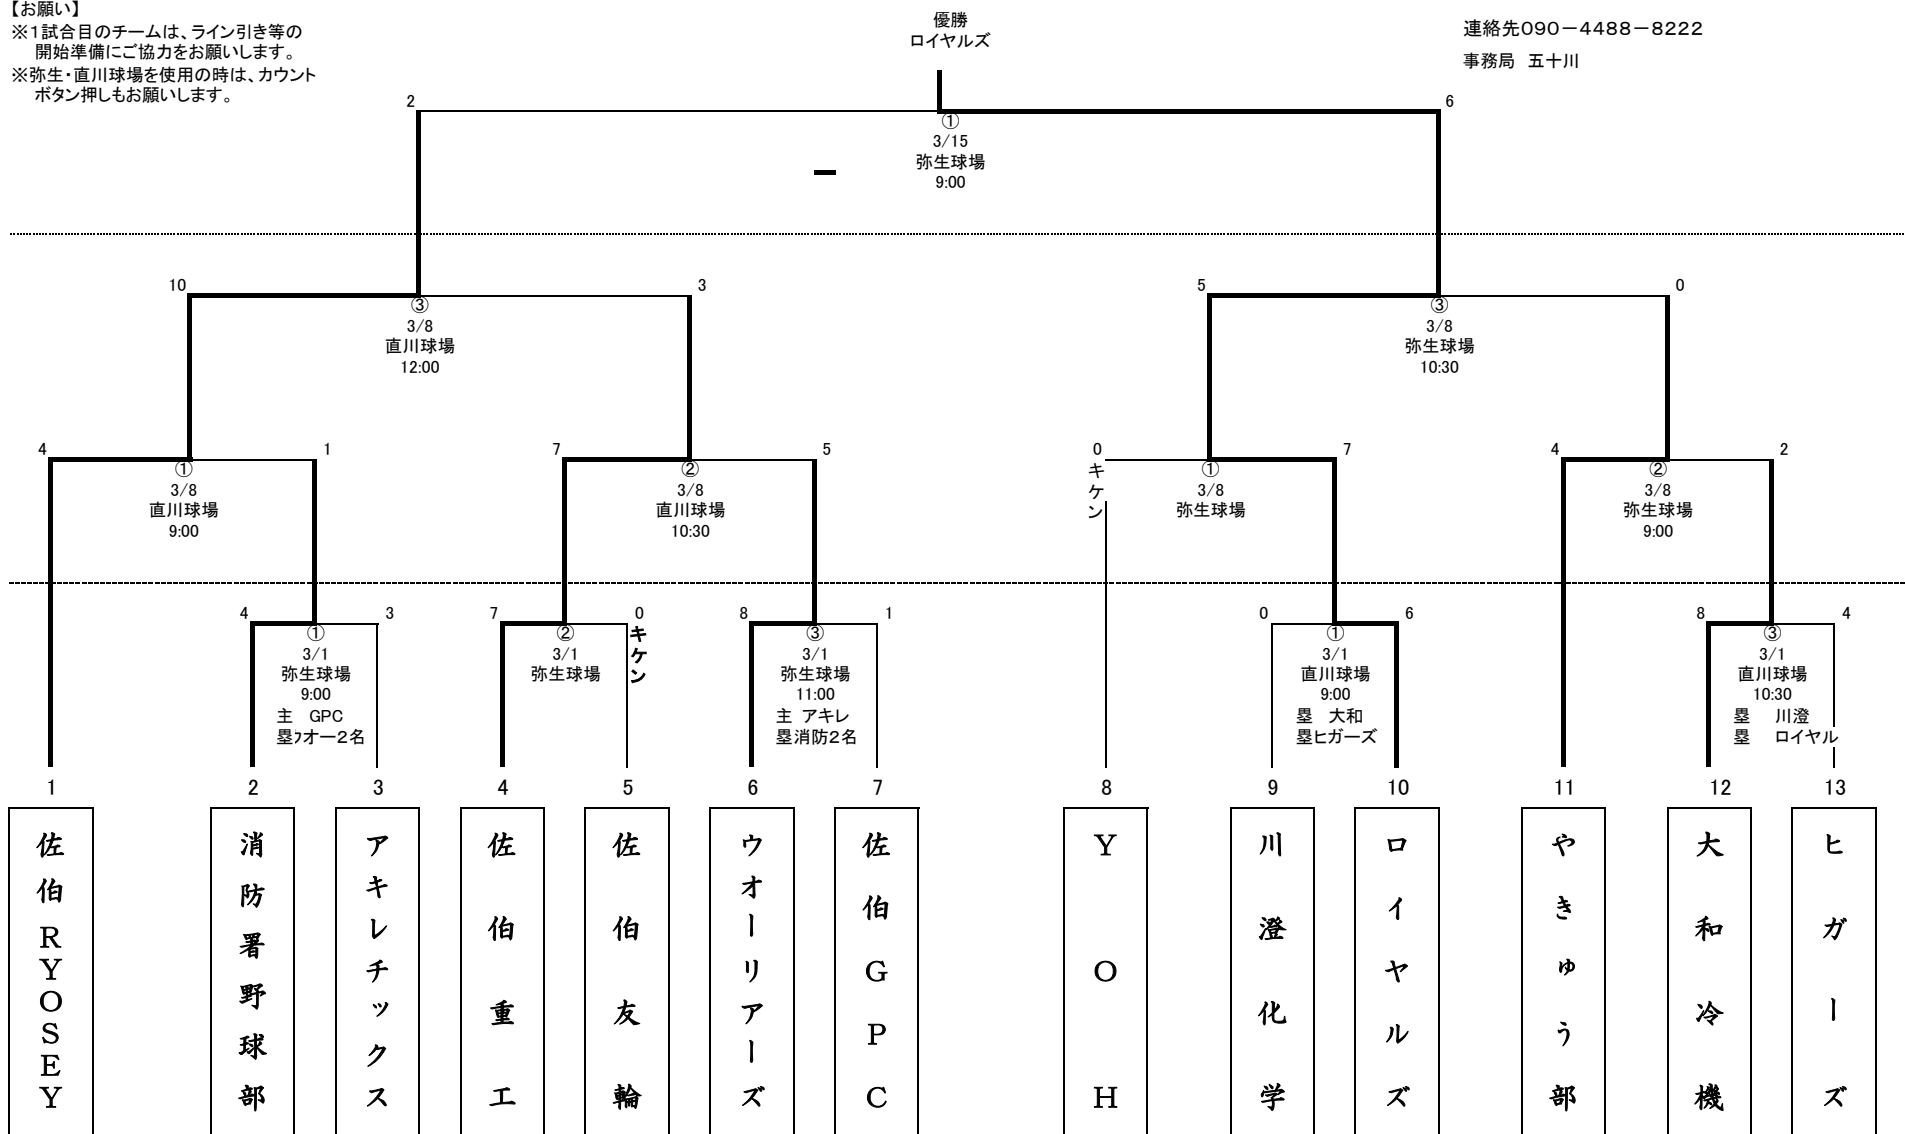 【お願い】
※1試合目のチームは、ライン引き等の
開始準備にご協力をお願いします。
※弥生・直川球場を使用の時は、カウント
ボタン押しもお願いします。
優勝
ロイヤルズ
連絡先090－4488－8222
事務局　五十川
2
6
①
3/15
弥生球場
9:00
10
3
③
3/8
直川球場
12:00
5
0
③
3/8
弥生球場
10:30
4
1
①
3/8
直川球場
9:00
7
5
②
3/8
直川球場
10:30
0
キケン
7
①
3/8
弥生球場
4
2
②
3/8
弥生球場
9:00
4
3
①
3/1
弥生球場
9:00
主　GPC
塁ｳオー2名
7
0
キケン
②
3/1
弥生球場
8
1
③
3/1
弥生球場
11:00
主 アキレ
塁消防2名
0
6
①
3/1
直川球場
9:00
塁　大和
塁ヒガーズ
8
4
③
3/1
直川球場
10:30
塁　川澄
塁　ロイヤル
1
2
3
4
5
6
7
8
9
10
11
12
13
佐伯RYOSEY
消防署野球部
アキレチックス
佐伯重工
佐伯友輪
ウオーリアーズ
佐伯GPC
YOH
川澄化学
ロイヤルズ
やきゅう部
大和冷機
ヒガーズ